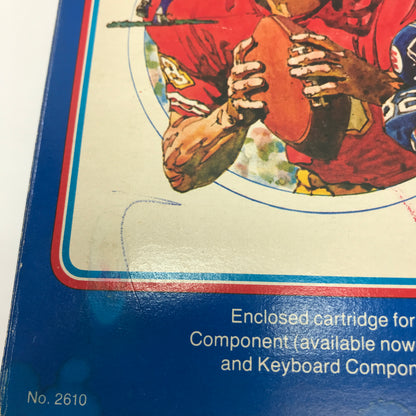 Enclosed cartridge for
Component (available now
and Keyboard Compon
No. 2610